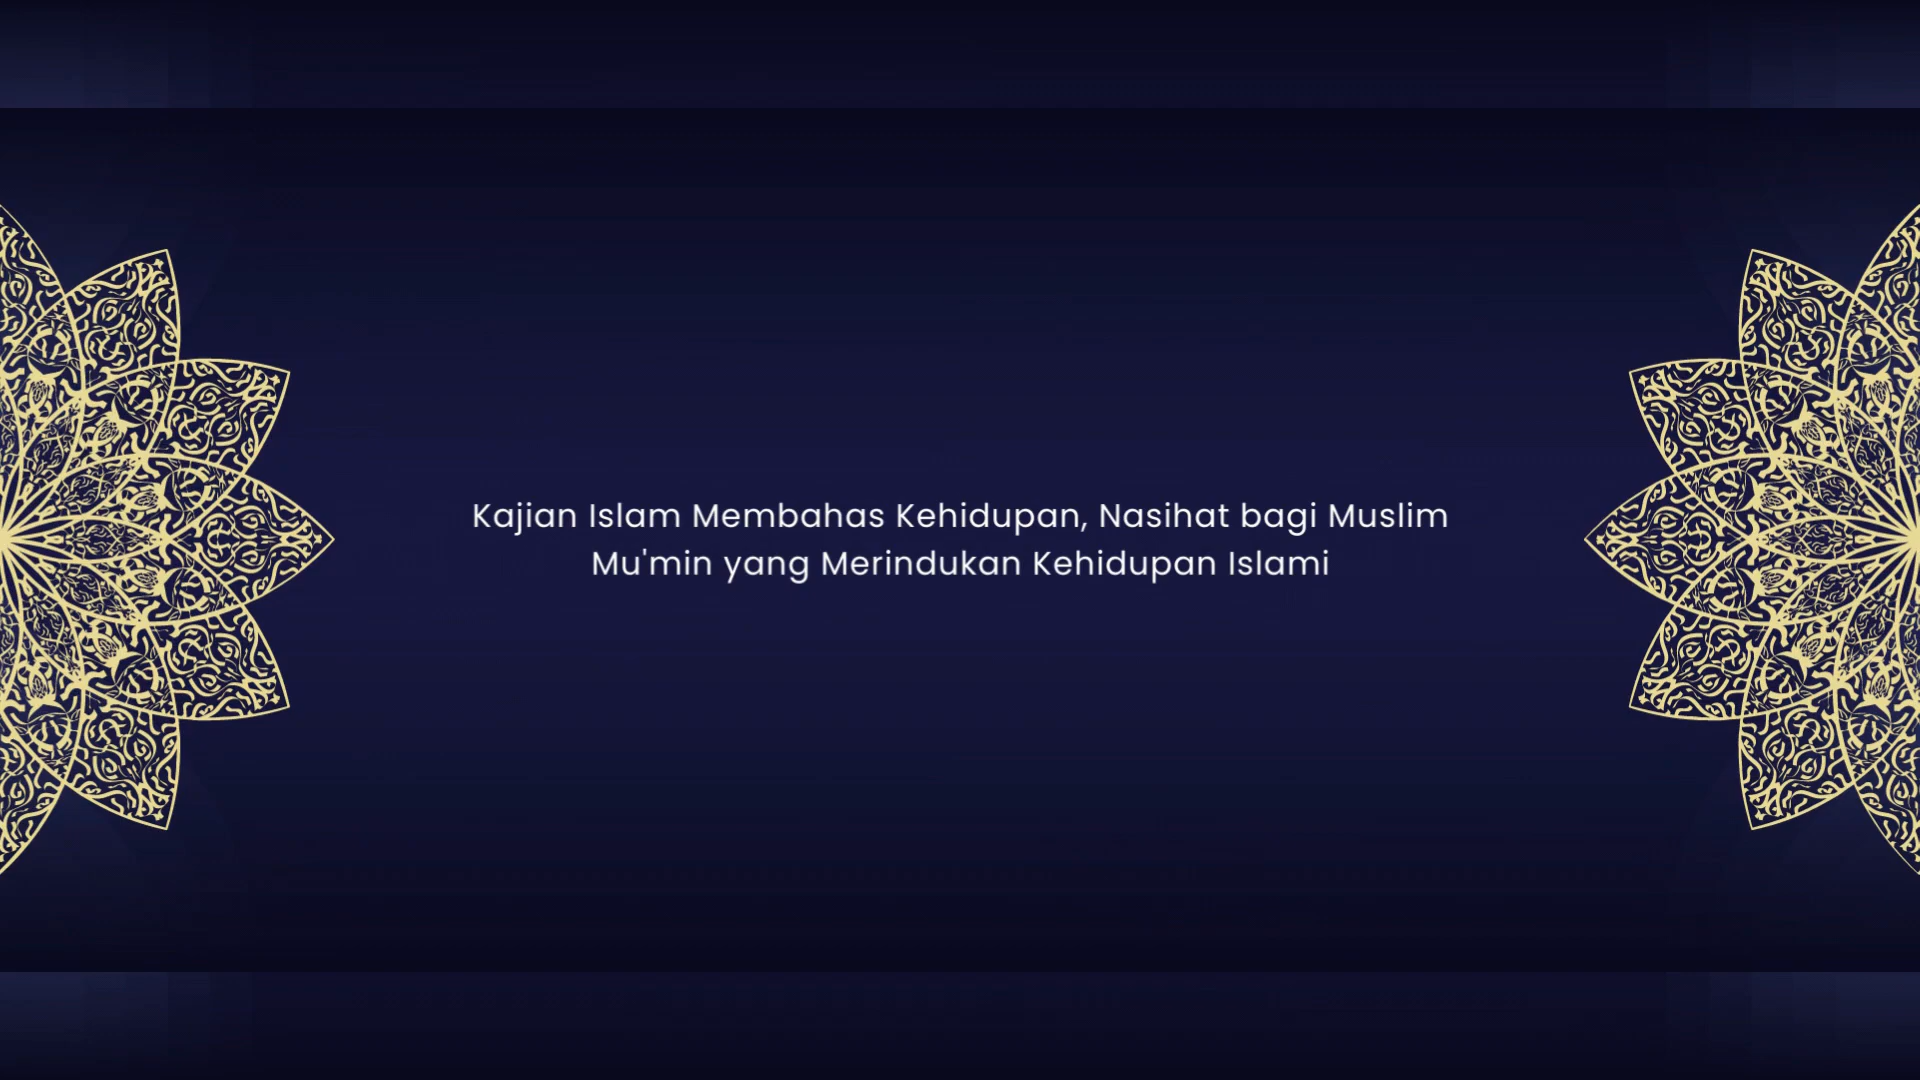 Kajian Islam Membahas Kehidupan, Nasihat bagi Muslim
Mu'min yang Merindukan Kehidupan Islami